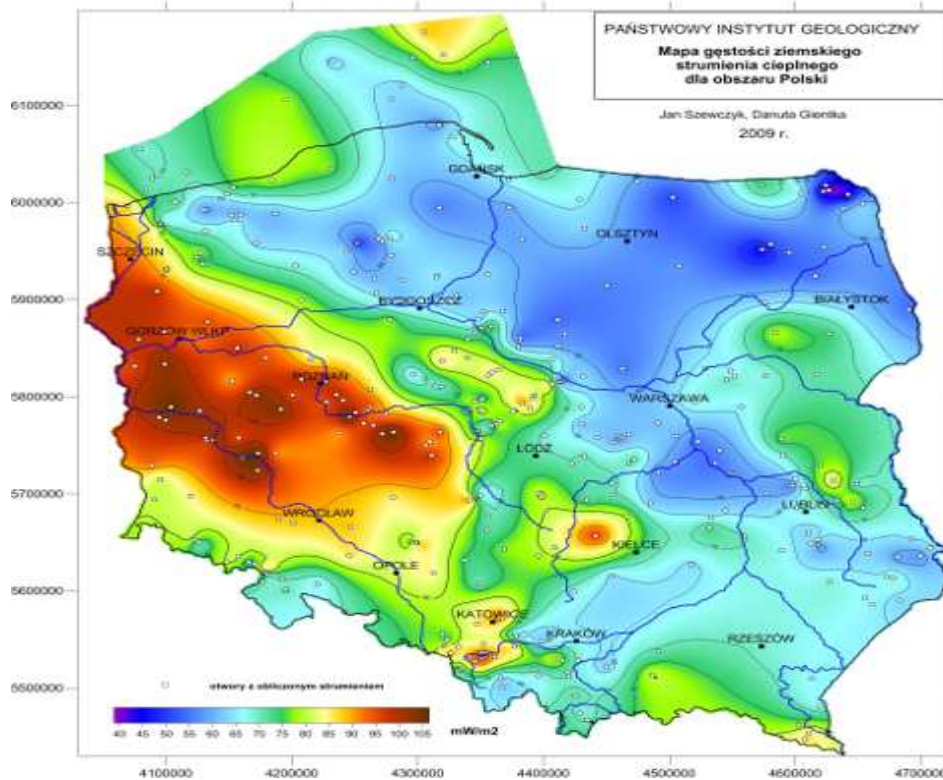 PAŃSTWOWY INSTYTUT GEOLOGICZNY
Mapa gęstości ziemskiego
strumienia cieplnego
dla obszaru Polski
Jan Szewczyk, Danuta Gientka
2009 r.
6100000
6000000
5900000
5800000
5700000
5600000
5500000
GDAŃSK
OLSZTYN
SZCZECIN
BYDGOSZCZ
BIAŁYSTOK
GORZÓW WLKP
POZNAŃ
WARSZAWA
ŁÓDŹ
LUBLIN
WROCŁAW
KIELCE
OPOLE
KATOWICE
KRAKÓW
RZESZÓW
otwory z obliczonym strumieniem
40 45 50 55 60 65 70 75 80 85 90 95 100 105
mW/m2
4100000 4200000 4300000 4400000 4500000 4600000 4700000